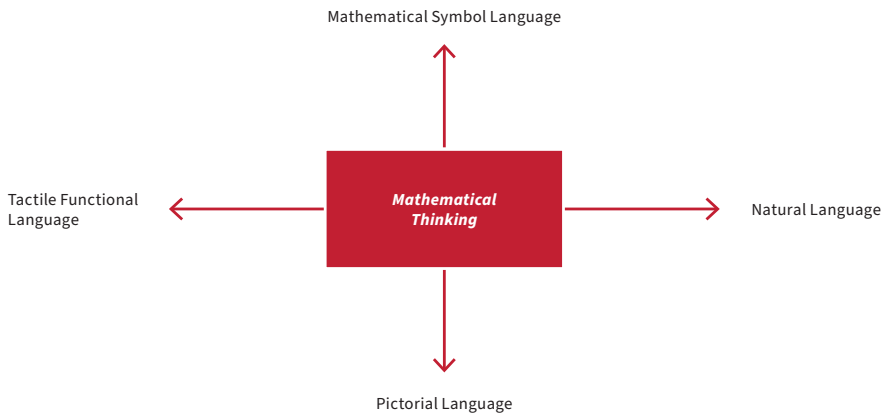 Mathematical Symbol Language
Tactile Functional
Language
Mathematical
Thinking
Natural Language
Pictorial Language